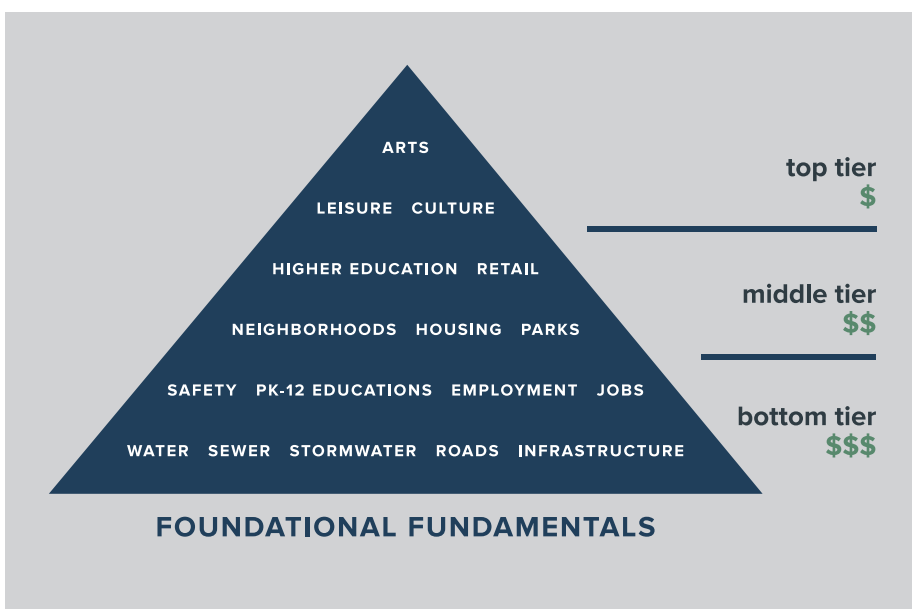 ARTS
LEISURE CULTURE
HIGHER EDUCATION RETAIL
NEIGHBORHOODS HOUSING PARKS
SAFETY PK-12 EDUCATIONS EMPLOYMENT JOBS
WATER SEWER STORMWATER ROADS INFRASTRUCTURE
FOUNDATIONAL FUNDAMENTALS
top tier
$
middle tier
$$
bottom tier
$$$